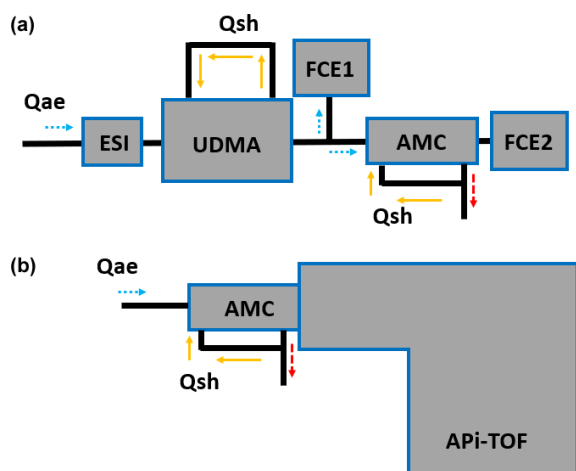 (a)
Qsh
FCE1
Qae
ESI
UDMA
AMC
FCE2
Qsh
(b)
Qae
AMC
Qsh
APi-TOF